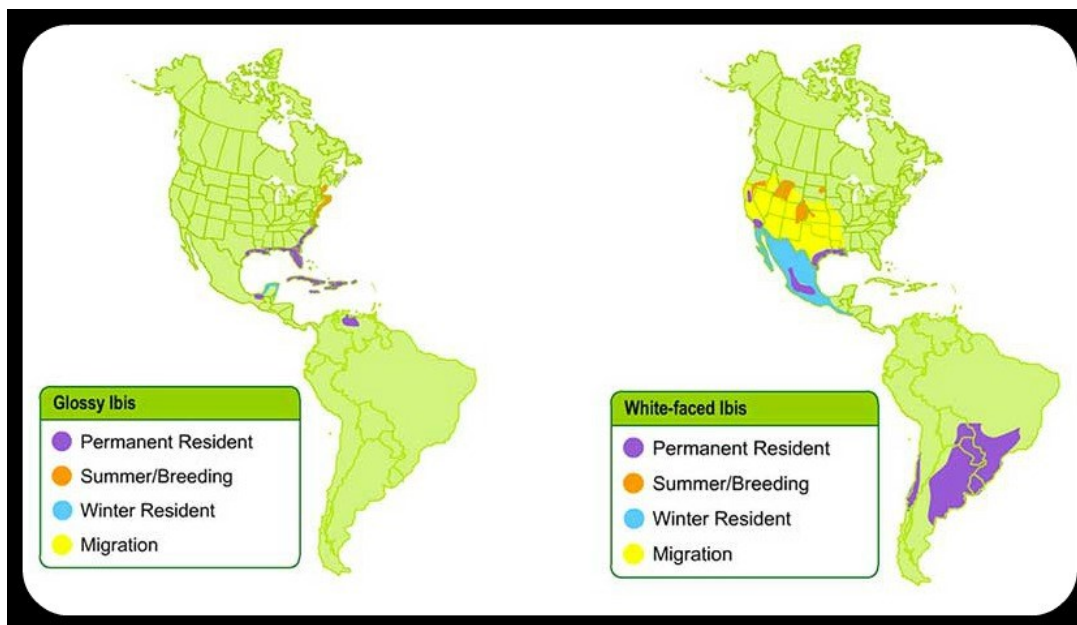 Glossy Ibis
Permanent Resident
Summer/Breeding
Winter Resident
Migration
White-faced Ibis
Permanent Resident
Summer/Breeding
Winter Resident
Migration